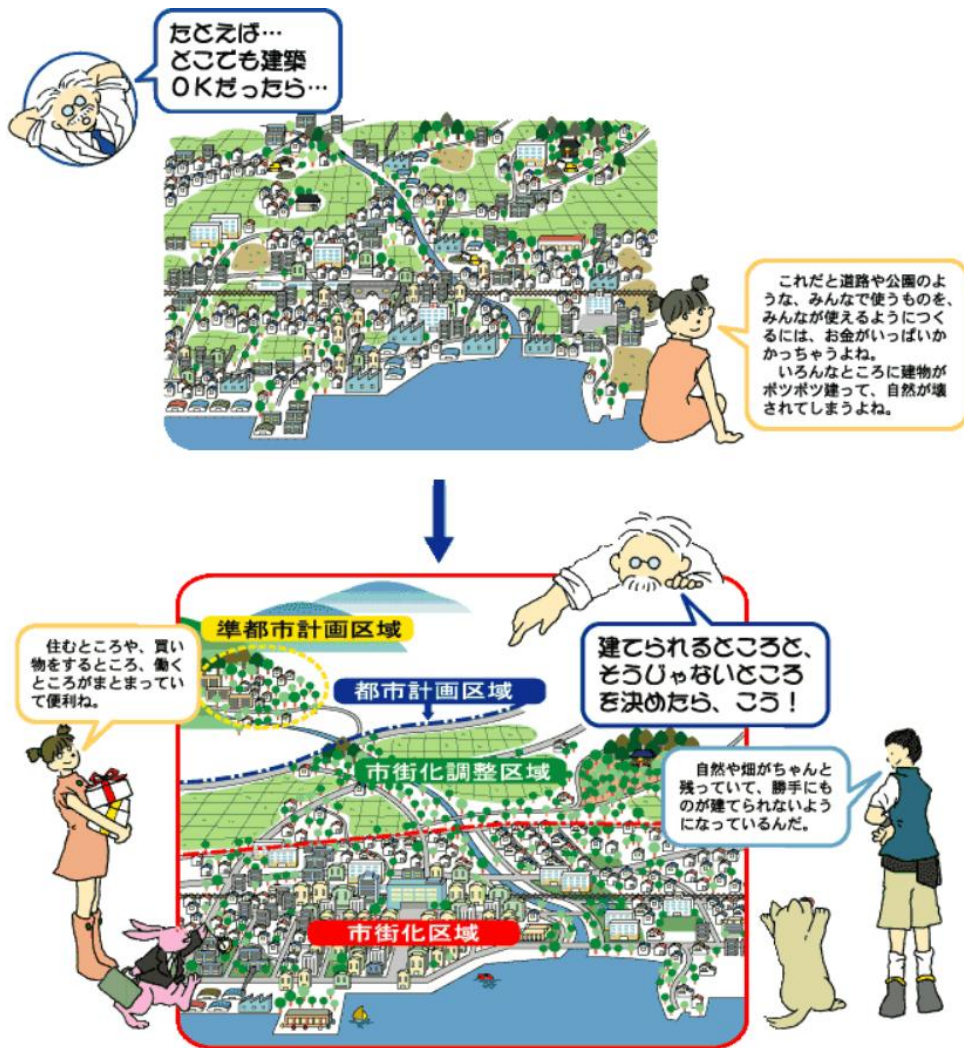 たとえば…
どこでも建築
OKだったら…
これだと道路や公園のよ
うな、みんなで使うものを、
みんなが使えるようにつく
るには、お金がいっぱいか
かっちゃうよね。
いろんなところに建物が
ポツポツ建って、自然が壊
されてしまうよね。
準都市計画区域
住むところや、買い
物をするところ、働く
ところがまとまってい
て便利ね。
都市計画区域
建てられるところと、
そうじゃないところ
を決めたら、こう！
市街化調整区域
自然や畑がちゃんと
残っていて、勝手にも
のが建てられないよう
になっているんだ。
市街化区域